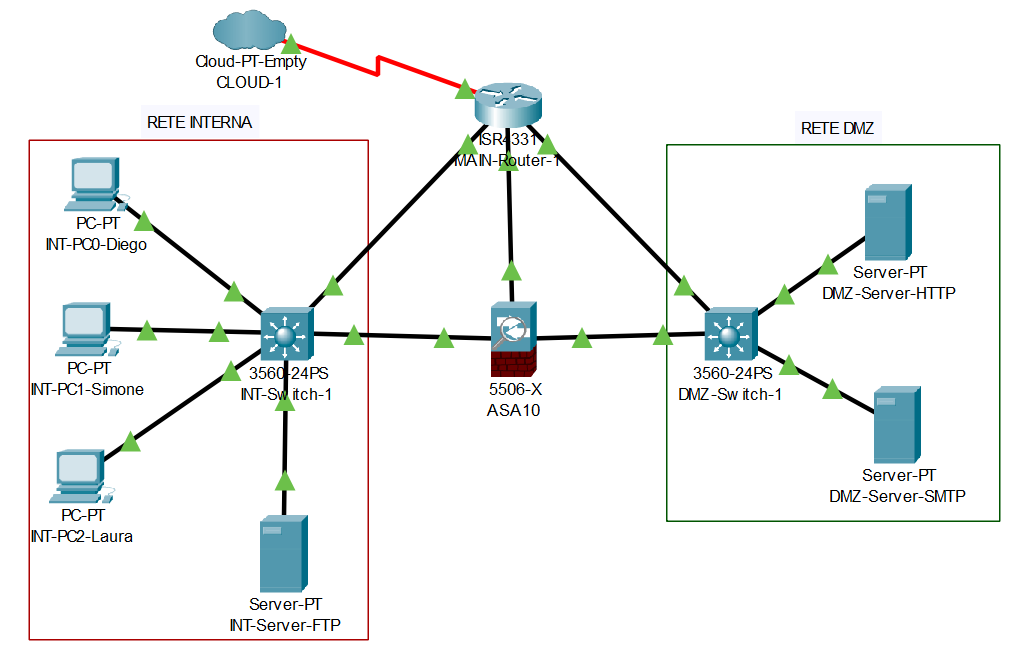 Cloud-PT-Empty
CLOUD-1
RETE INTERNA
ISR4331
MAIN-Router-1
RETE DMZ
PC-PT
INT-PC0-Diego
Server-PT
DMZ-Server-HTTP
PC-PT
INT-PC1-Simone
3560-24PS
INT-Switch-1
5506-X
ASA10
3560-24PS
DMZ-Switch-1
PC-PT
INT-PC2-Laura
Server-PT
DMZ-Server-SMTP
Server-PT
INT-Server-FTP